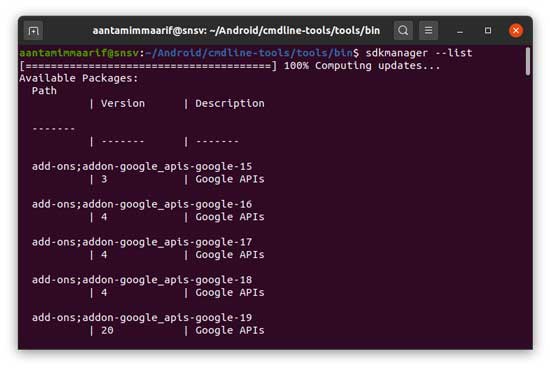 aantamimmaarif@snsv: ~/Android/cmdline-tools/tools/bin
aantamimmaarif@snsv:~/Android/cmdline-tools/tools/bin$ sdkmanager --list
[=======================================] 100% Computing updates...
Available Packages:
  Path
           | Version      | Description

  -------
           | -------      | -------

  add-ons;addon-google_apis-google-15
           | 3            | Google APIs

  add-ons;addon-google_apis-google-16
           | 4            | Google APIs

  add-ons;addon-google_apis-google-17
           | 4            | Google APIs

  add-ons;addon-google_apis-google-18
           | 4            | Google APIs

  add-ons;addon-google_apis-google-19
           | 20           | Google APIs